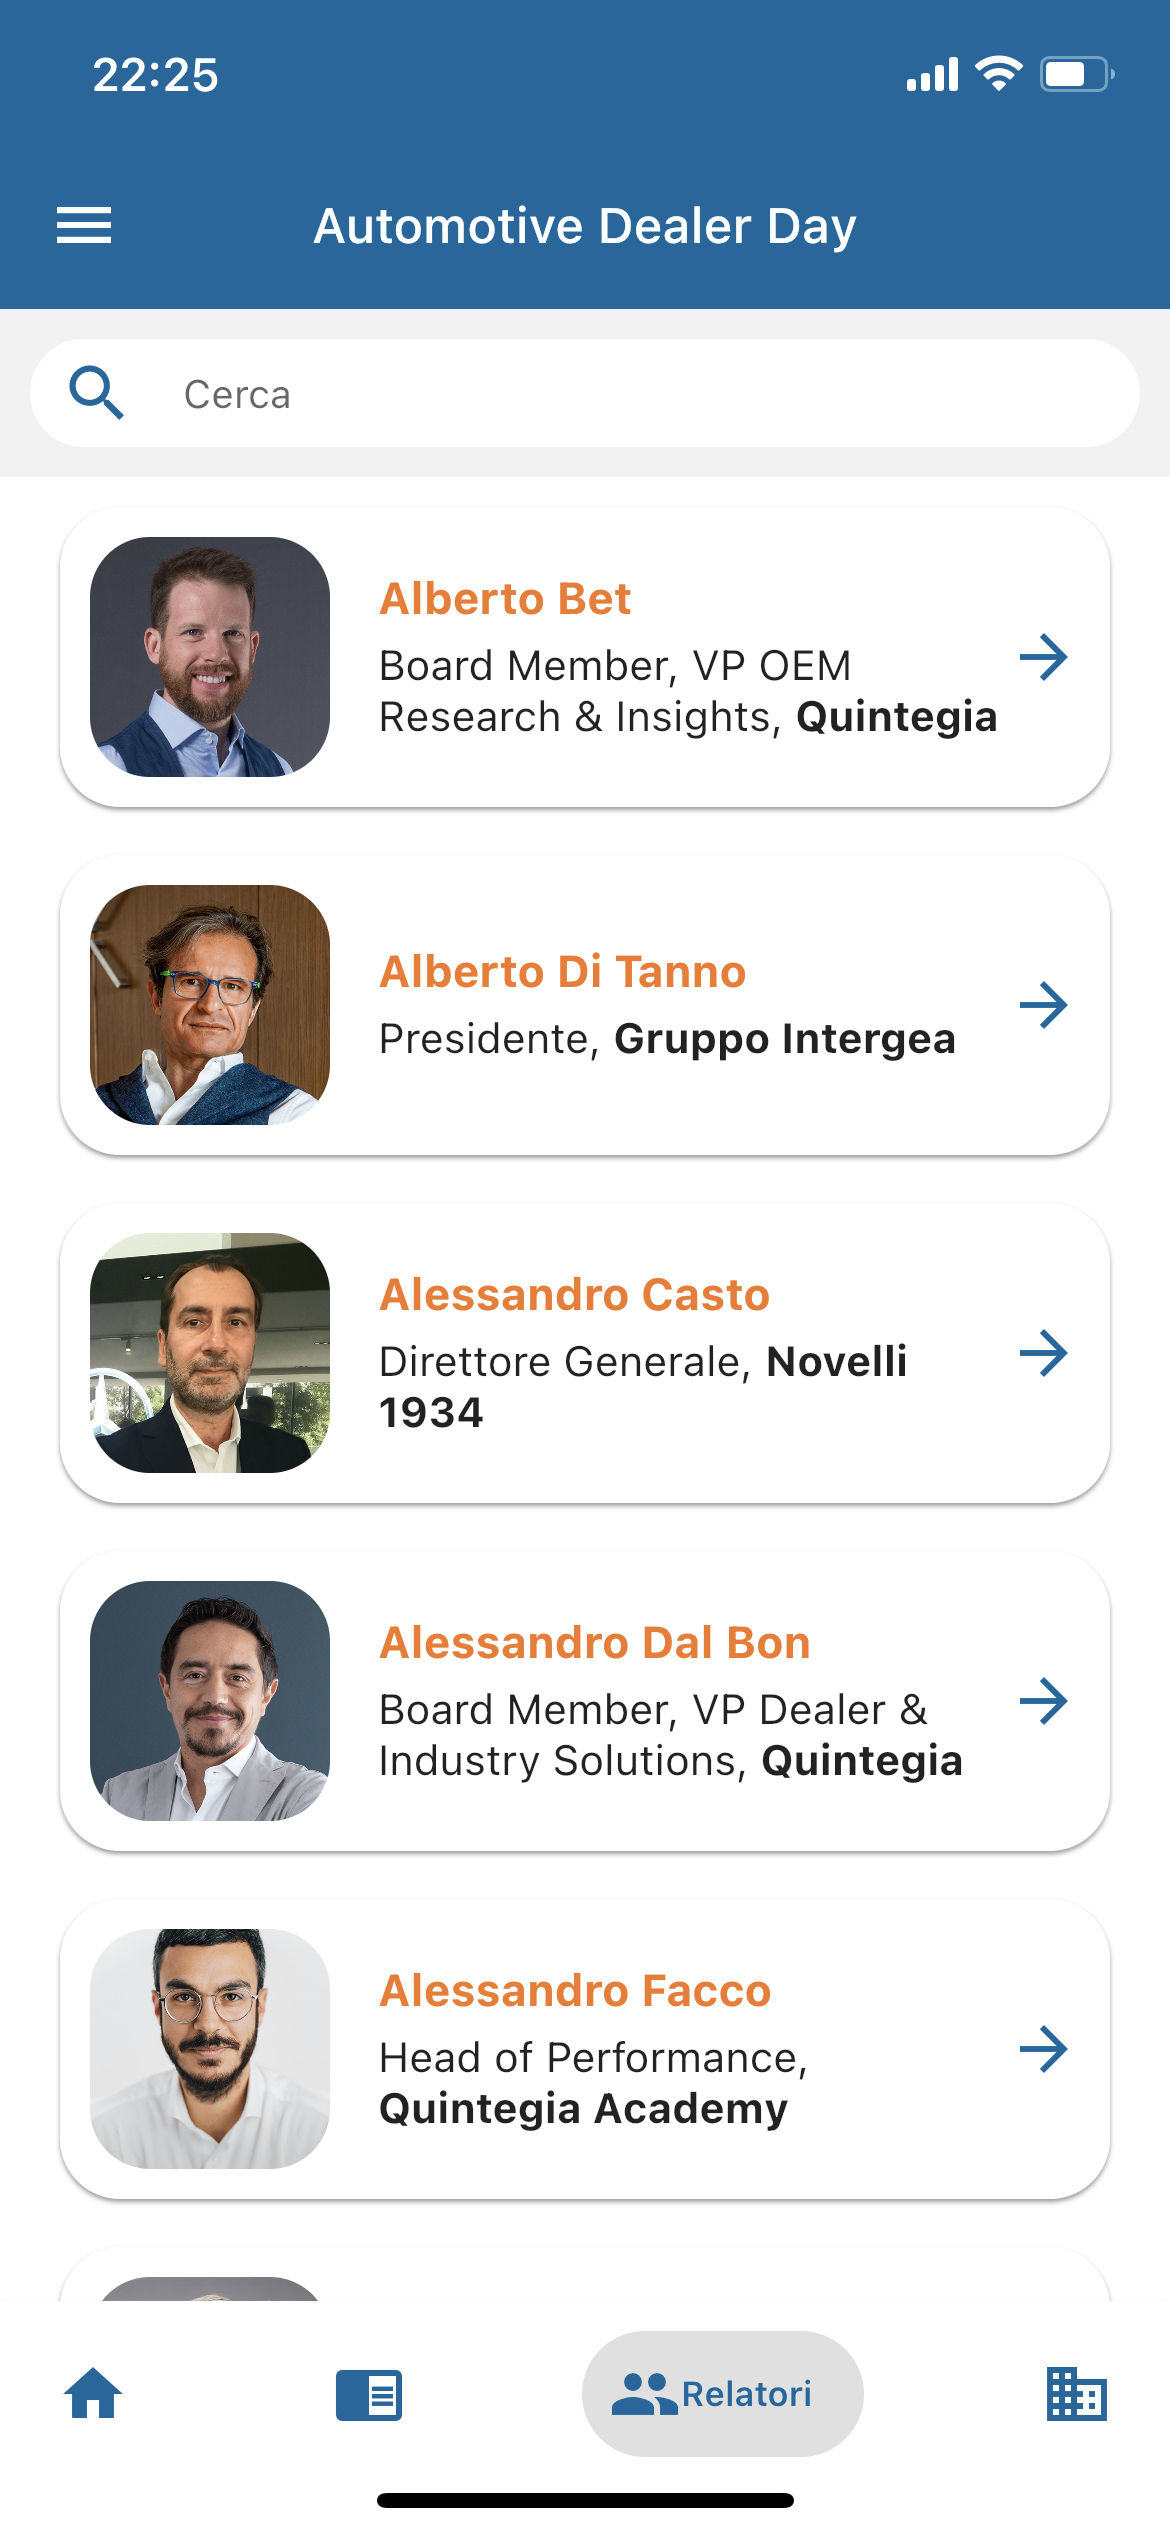 22:25
Automotive Dealer Day
Cerca
Alberto Bet
Board Member, VP OEM
Research & Insights, Quintegia
Alberto Di Tanno
Presidente, Gruppo Intergea
Alessandro Casto
Direttore Generale, Novelli
1934
Alessandro Dal Bon
Board Member, VP Dealer &
Industry Solutions, Quintegia
Alessandro Facco
Head of Performance,
Quintegia Academy
Relatori